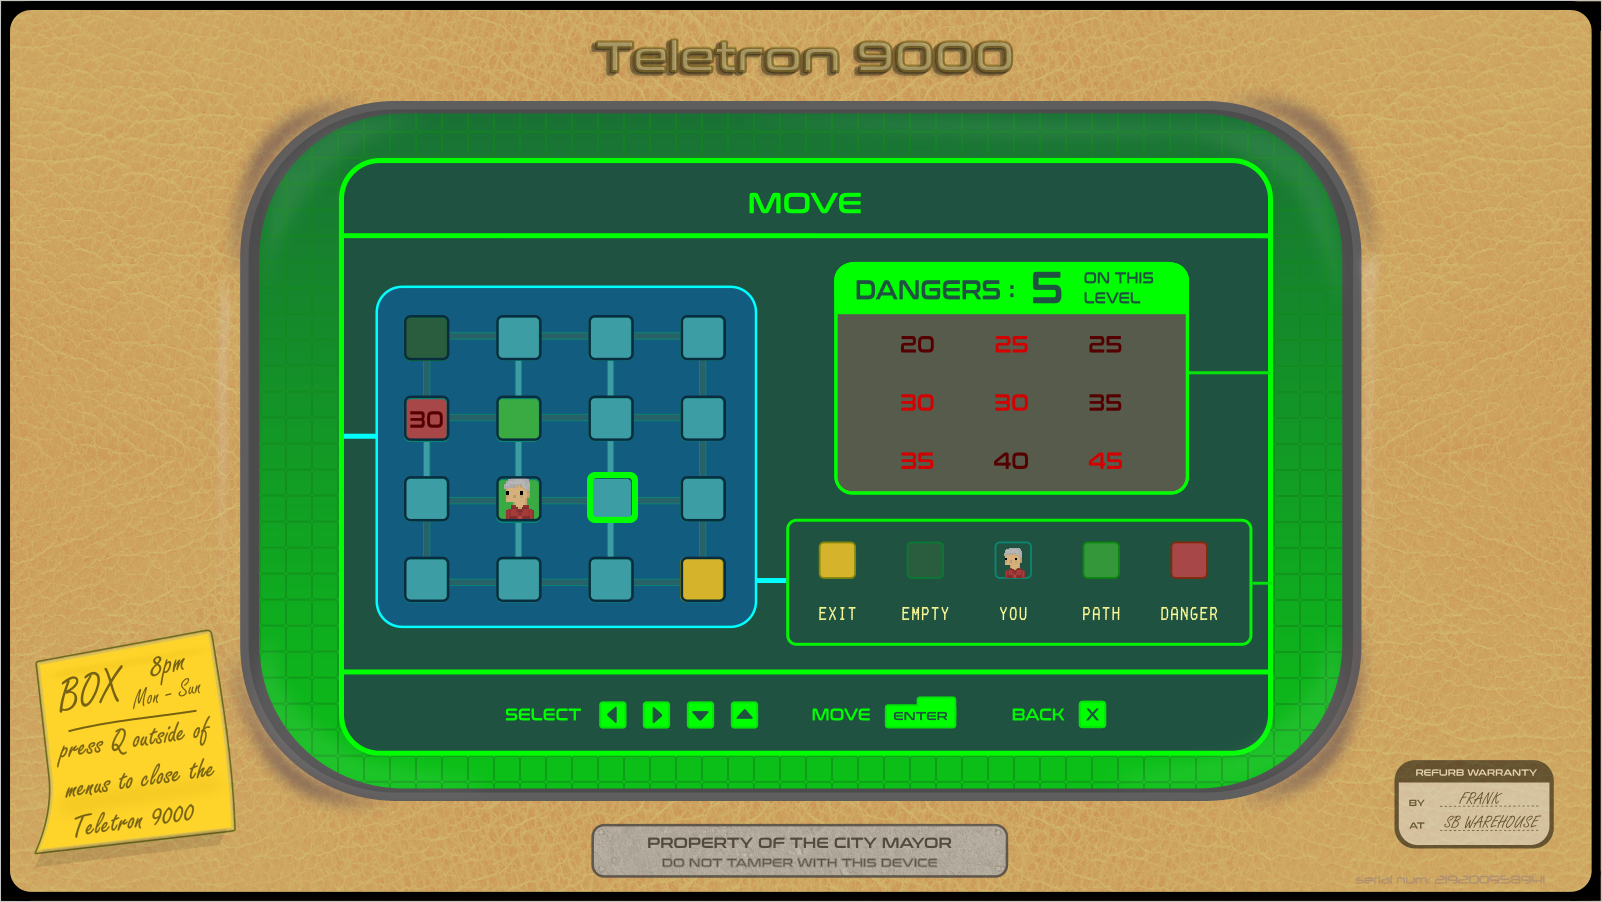 Teletron 9000
MOVE
DANGERS : 5 ON THIS
LEVEL
20 25 25
30 30 35
35 40 45
30
EXIT EMPTY YOU PATH DANGER
SELECT MOVE ENTER BACK X
BOX 8pm
Mon - Sun
press Q outside of
menus to close the
Teletron 9000
REFURB WARRANTY
BY FRANK
AT SB WAREHOUSE
PROPERTY OF THE CITY MAYOR
DO NOT TAMPER WITH THIS DEVICE